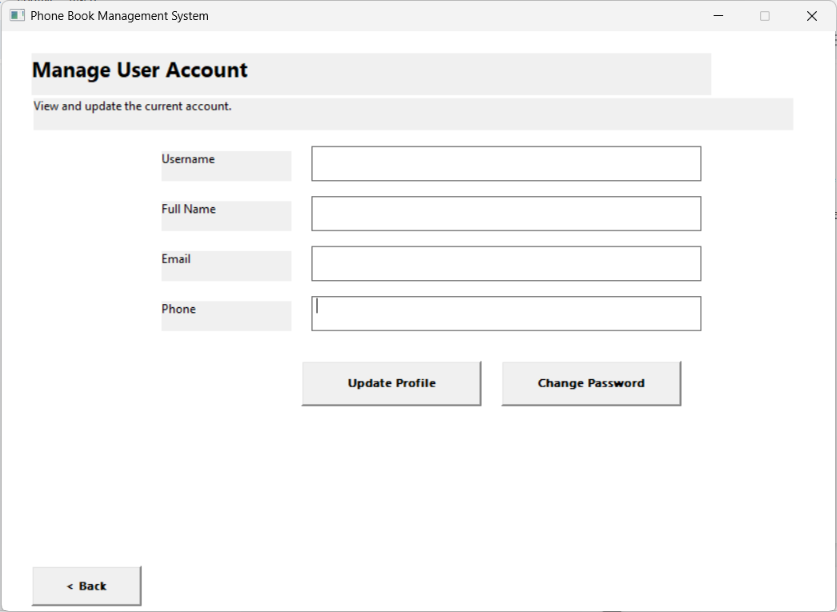 Phone Book Management System
Manage User Account
View and update the current account.
Username
Full Name
Email
Phone
Update Profile
Change Password
< Back